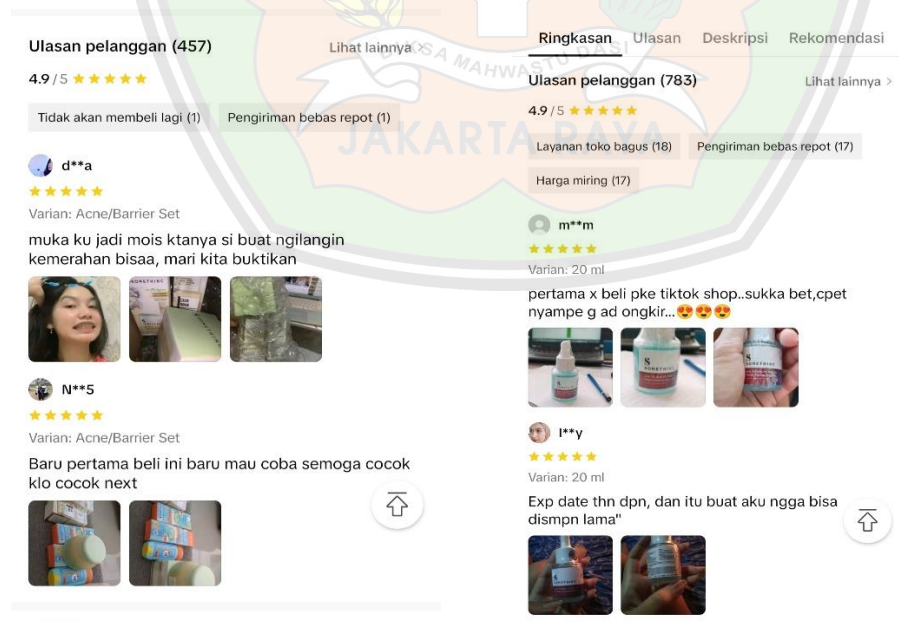 Ulasan pelanggan (457)
Lihat lainnya >
4.9 / 5 ★★★★★
Tidak akan membeli lagi (1)
Pengiriman bebas repot (1)
d**a
★★★★★
Varian: Acne/Barrier Set
muka ku jadi mois ktanya si buat ngilangin
kemerahan bisaa, mari kita buktikan
N**5
★★★★★
Varian: Acne/Barrier Set
Baru pertama beli ini baru mau coba semoga cocok
klo cocok next
Ringkasan
Ulasan
Deskripsi
Rekomendasi
Ulasan pelanggan (783)
Lihat lainnya >
4.9 / 5 ★★★★★
Layanan toko bagus (18)
Pengiriman bebas repot (17)
Harga miring (17)
m**m
★★★★★
Varian: 20 ml
pertama x beli pke tiktok shop..sukka bet,cpet
nyampe g ad ongkir...😍😍😍
SOMETHINC
l**y
★★★★★
Varian: 20 ml
Exp date thn dpn, dan itu buat aku ngga bisa
dismpn lama"
MAHWASTU DASI
JAKARTA RAYA